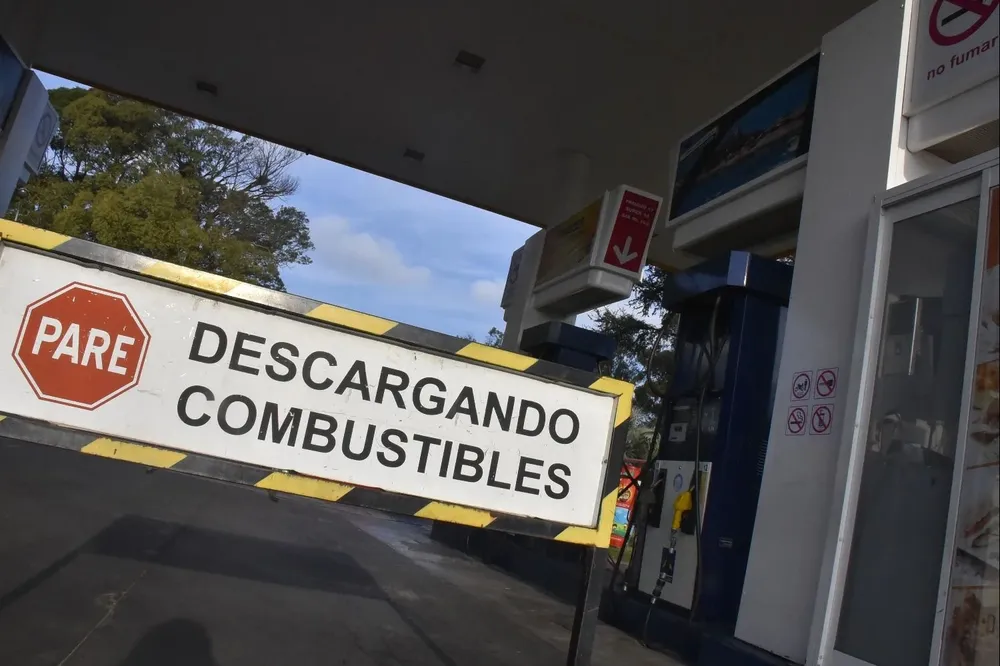 no fumar
PARE
DESCARGANDO
COMBUSTIBLES